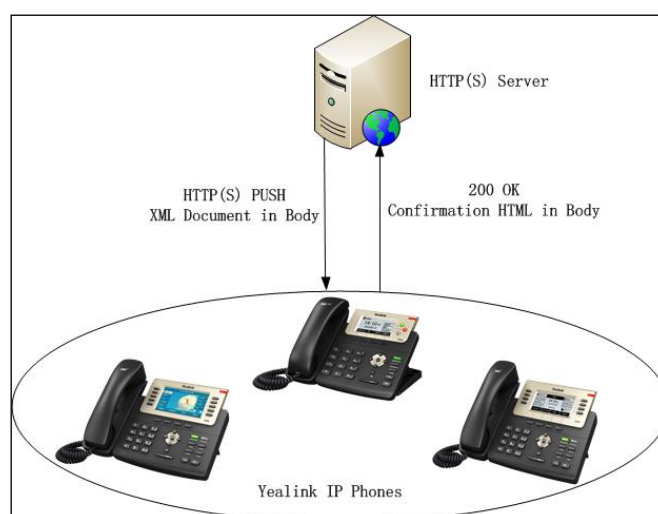 HTTP(S) Server
HTTP(S) PUSH
XML Document in Body
200 OK
Confirmation HTML in Body
Yealink IP Phones